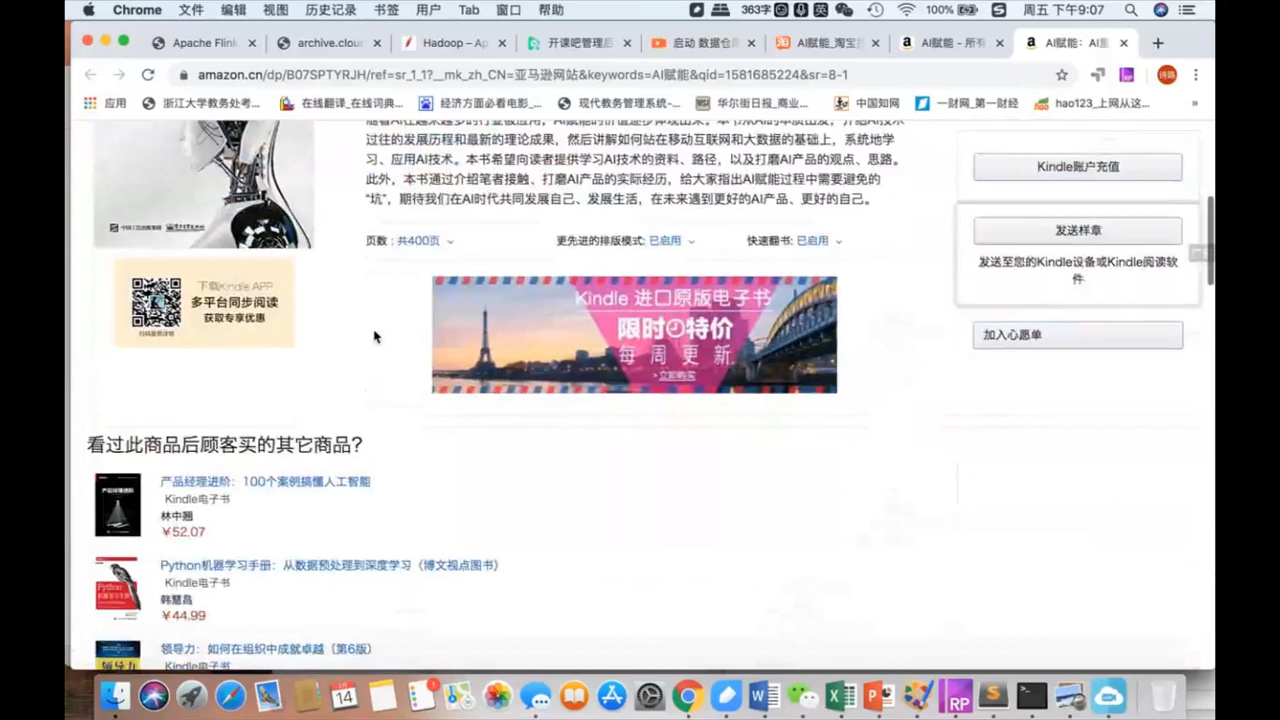 Chrome 文件 编辑 视图 历史记录 书签 用户 Tab 窗口 帮助 363字 英 100% 周五 下午9:07
Apache Flink archive.clou Hadoop – Ap 开课吧管理后 启动 数据仓 AI赋能_淘宝 AI赋能 - 所有 AI赋能：AI
amazon.cn/dp/B07SPTYRJH/ref=sr_1_1?__mk_zh_CN=亚马逊网站&keywords=AI赋能&qid=1581685224&sr=8-1 诗路
应用 浙江大学教务处考... 在线翻译_在线词典... 经济方面必看电影_... 现代教务管理系统-... 华尔街日报_商业... 中国知网 一财网_第一财经 hao123_上网从这...
过往的发展历程和最新的理论成果，然后讲解如何站在移动互联网和大数据的基础上，系统地学
习、应用AI技术。本书希望向读者提供学习AI技术的资料、路径，以及打磨AI产品的观点、思路。
此外，本书通过介绍笔者接触、打磨AI产品的实际经历，给大家指出AI赋能过程中需要避免的
“坑”，期待我们在AI时代共同发展自己、发展生活，在未来遇到更好的AI产品、更好的自己。
页数：共400页 更先进的排版模式：已启用 快速翻书：已启用
下载Kindle APP
多平台同步阅读
获取专享优惠
Kindle 进口原版电子书
限时特价
每周更新
>立即购买
Kindle账户充值
发送样章
发送至您的Kindle设备或Kindle阅读软
件
加入心愿单
看过此商品后顾客买的其它商品？
产品经理进阶：100个案例搞懂人工智能
Kindle电子书
林中翘
￥52.07
Python机器学习手册：从数据预处理到深度学习（博文视点图书）
Kindle电子书
韩慧昌
￥44.99
领导力：如何在组织中成就卓越（第6版）
Kindle电子书
14
RP